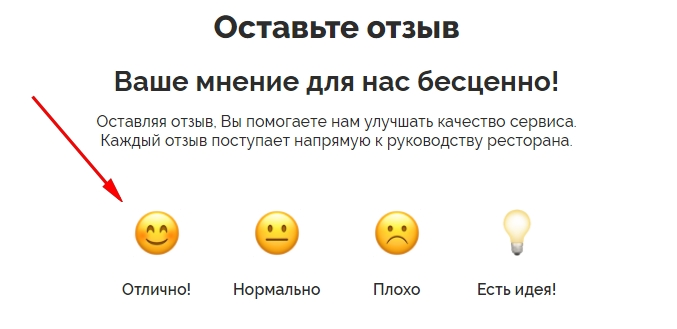 Оставьте отзыв
Ваше мнение для нас бесценно!
Оставляя отзыв, Вы помогаете нам улучшать качество сервиса.
Каждый отзыв поступает напрямую к руководству ресторана.
Отлично! Нормально Плохо Есть идея!